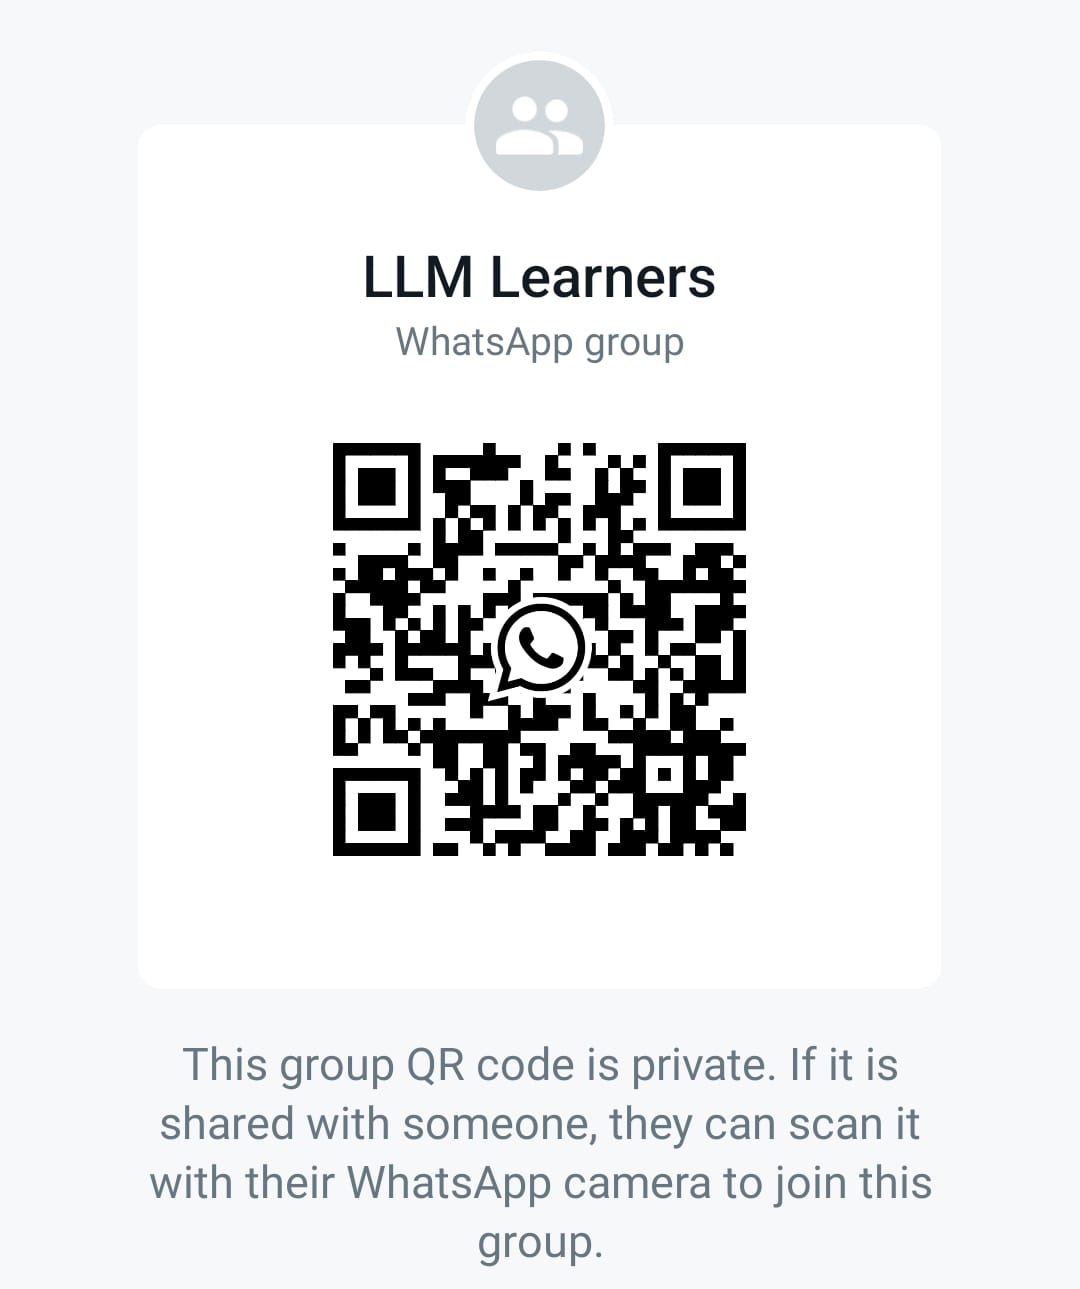 LLM Learners
WhatsApp group
This group QR code is private. If it is
shared with someone, they can scan it
with their WhatsApp camera to join this
group.